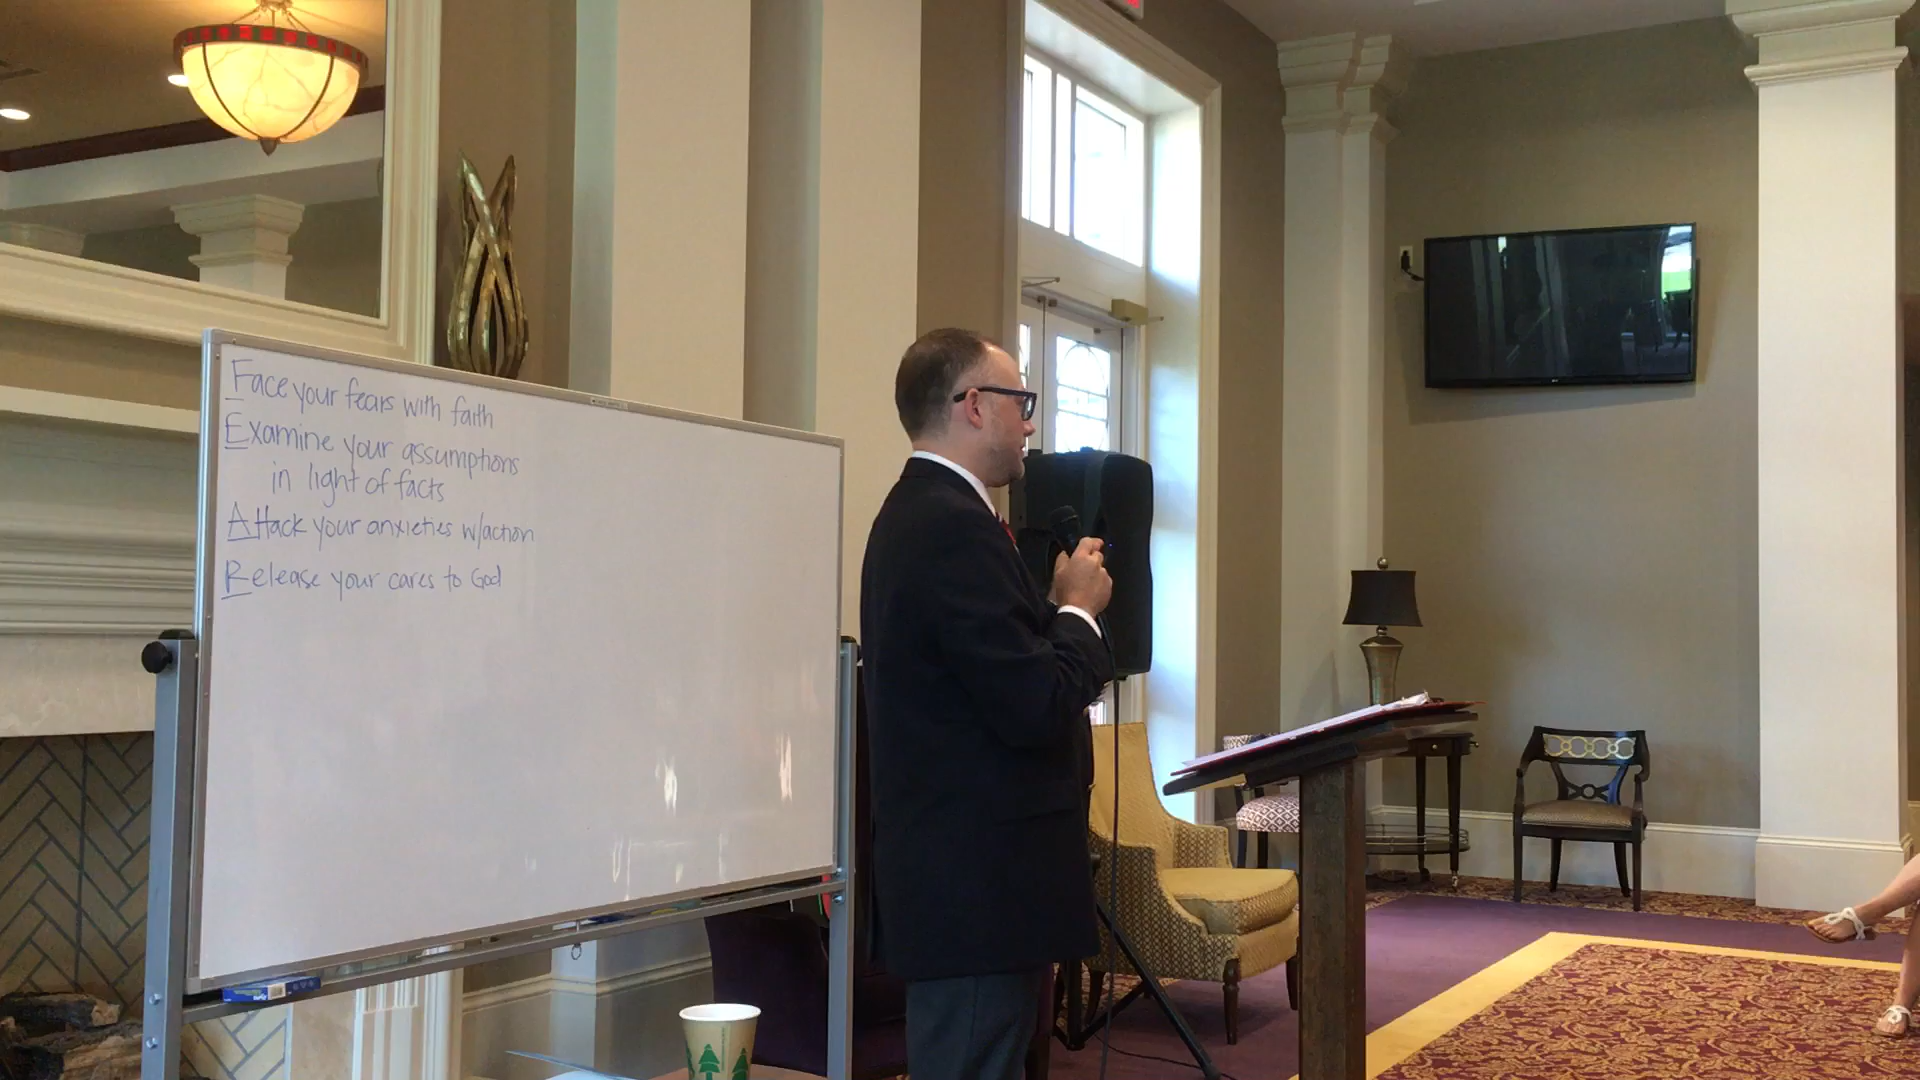 Face your fears with faith
Examine your assumptions
in light of facts
Attack your anxieties w/action
Release your cares to God